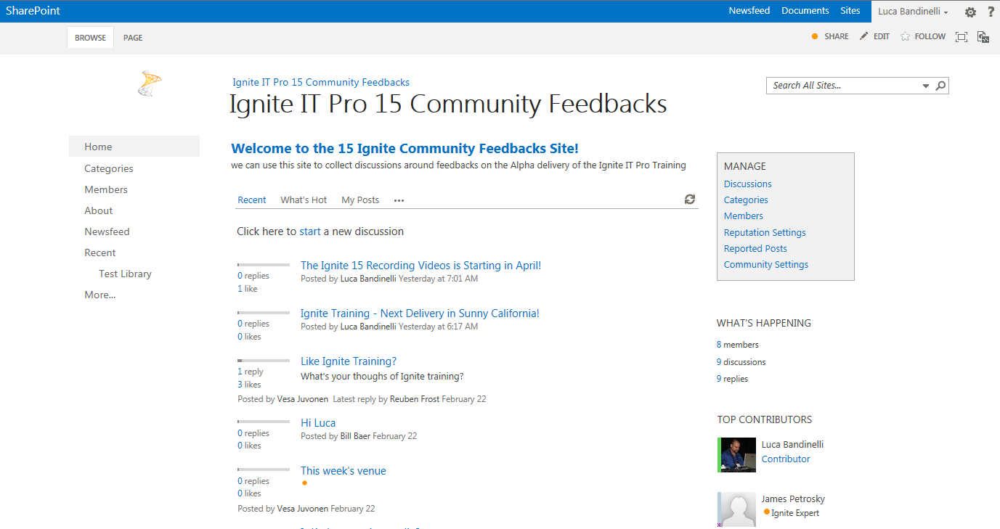 SharePoint
Newsfeed Documents Sites Luca Bandinelli ?
BROWSE PAGE
SHARE EDIT FOLLOW
Ignite IT Pro 15 Community Feedbacks
Ignite IT Pro 15 Community Feedbacks
Search All Sites...
Home
Categories
Members
About
Newsfeed
Recent
Test Library
More...
Welcome to the 15 Ignite Community Feedbacks Site!
we can use this site to collect discussions around feedbacks on the Alpha delivery of the Ignite IT Pro Training
Recent What's Hot My Posts ...
Click here to start a new discussion
The Ignite 15 Recording Videos is Starting in April!
0 replies
Posted by Luca Bandinelli Yesterday at 7:01 AM
1 like
Ignite Training - Next Delivery in Sunny California!
0 replies
Posted by Luca Bandinelli Yesterday at 6:17 AM
0 likes
Like Ignite Training?
1 reply
What's your thoughs of Ignite training?
3 likes
Posted by Vesa Juvonen Latest reply by Reuben Frost February 22
Hi Luca
0 replies
Posted by Bill Baer February 22
0 likes
This week's venue
0 replies
0 likes
Posted by Vesa Juvonen February 22
MANAGE
Discussions
Categories
Members
Reputation Settings
Reported Posts
Community Settings
WHAT'S HAPPENING
8 members
9 discussions
9 replies
TOP CONTRIBUTORS
Luca Bandinelli
Contributor
James Petrosky
Ignite Expert